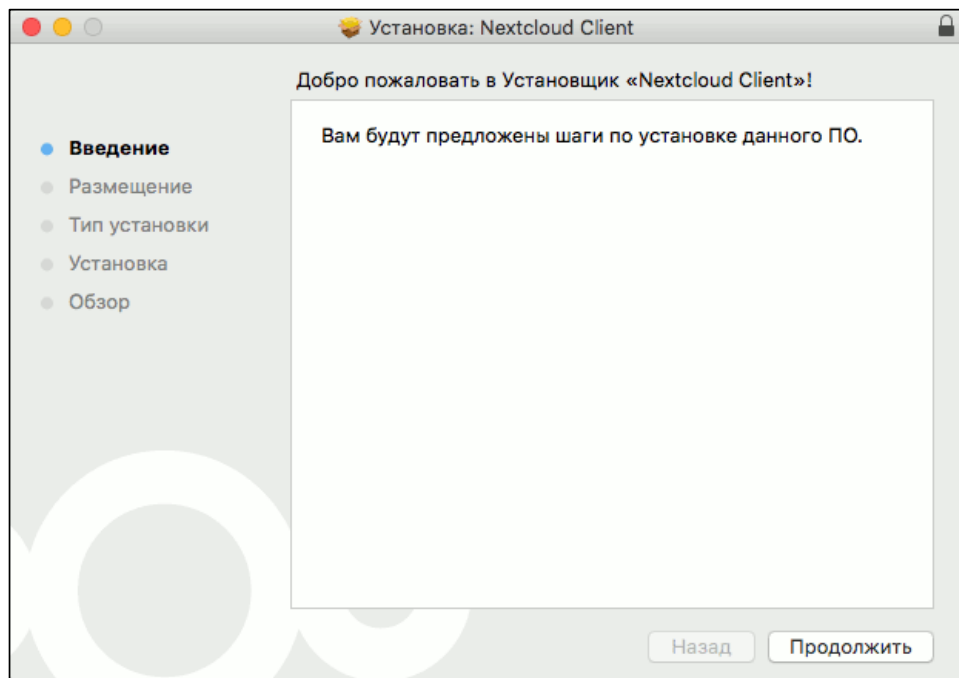 Установка: Nextcloud Client
Добро пожаловать в Установщик «Nextcloud Client»!
Введение
Размещение
Тип установки
Установка
Обзор
Вам будут предложены шаги по установке данного ПО.
Назад
Продолжить